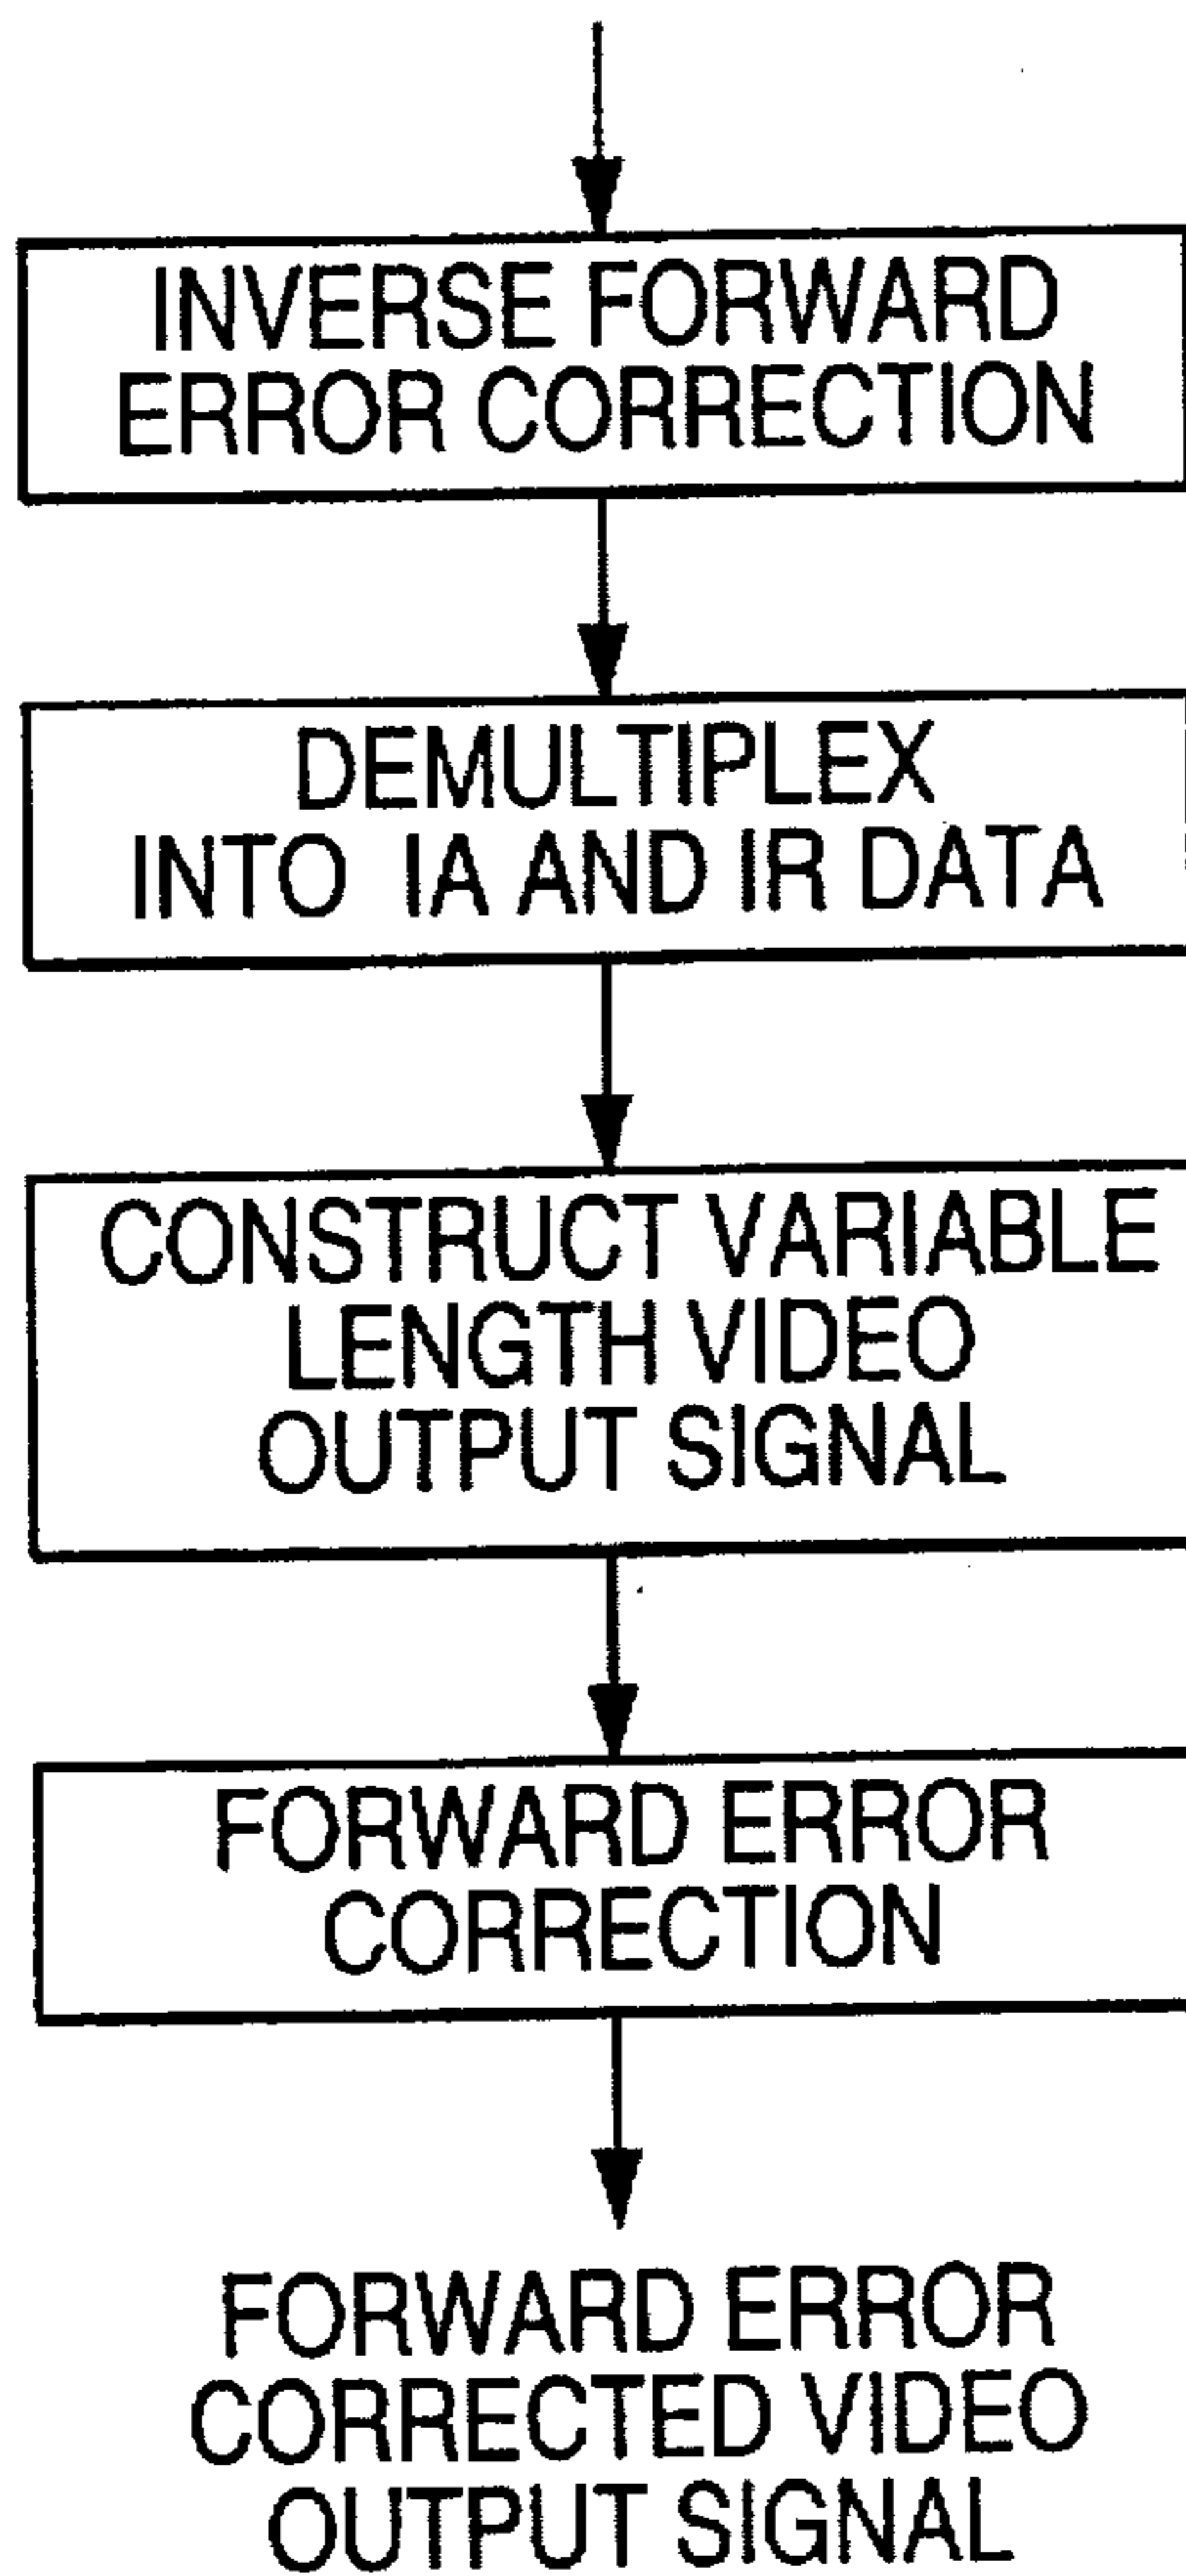 INVERSE FORWARD
ERROR CORRECTION
DEMULTIPLEX
INTO IA AND IR DATA
CONSTRUCT VARIABLE
LENGTH VIDEO
OUTPUT SIGNAL
FORWARD ERROR
CORRECTION
FORWARD ERROR
CORRECTED VIDEO
OUTPUT SIGNAL